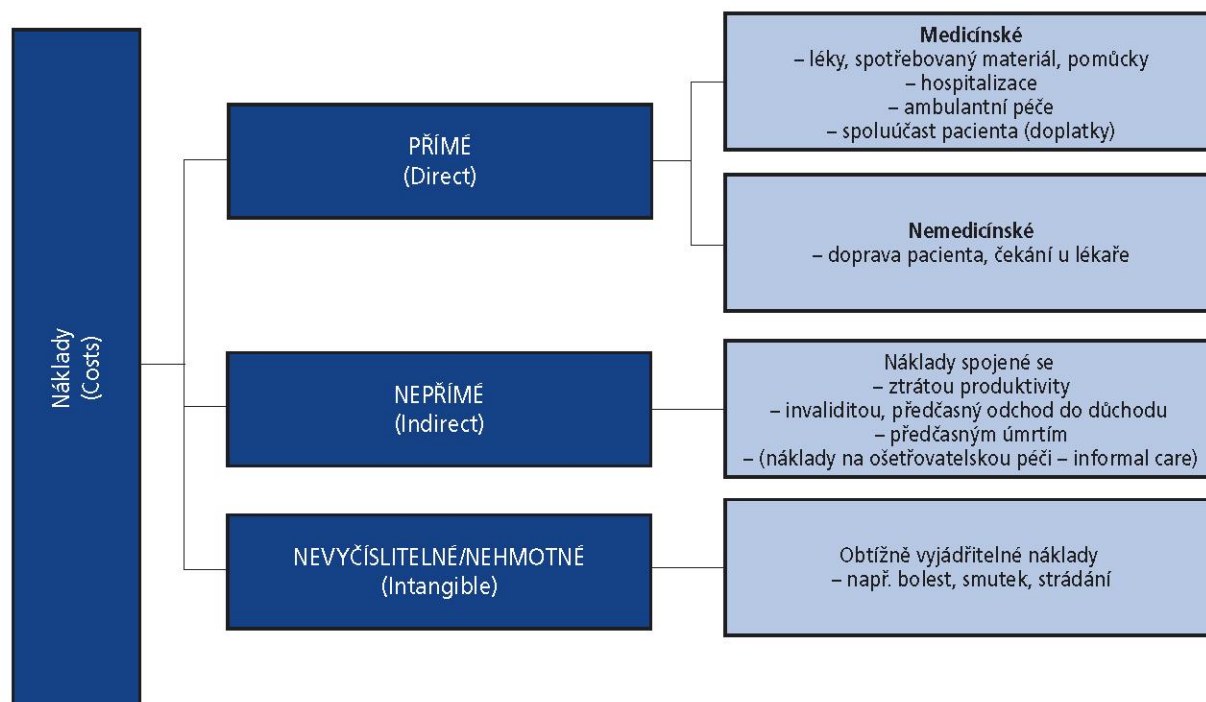 Náklady
(Costs)
PŘÍMÉ
(Direct)
Medicínské
– léky, spotřebovaný materiál, pomůcky
– hospitalizace
– ambulantní péče
– spoluúčast pacienta (doplatky)
Nemedicínské
– doprava pacienta, čekání u lékaře
NEPŘÍMÉ
(Indirect)
Náklady spojené se
– ztrátou produktivity
– invaliditou, předčasný odchod do důchodu
– předčasným úmrtím
– (náklady na ošetřovatelskou péči – informal care)
NEVYČÍSLITELNÉ/NEHMOTNÉ
(Intangible)
Obtížně vyjádřitelné náklady
– např. bolest, smutek, strádání